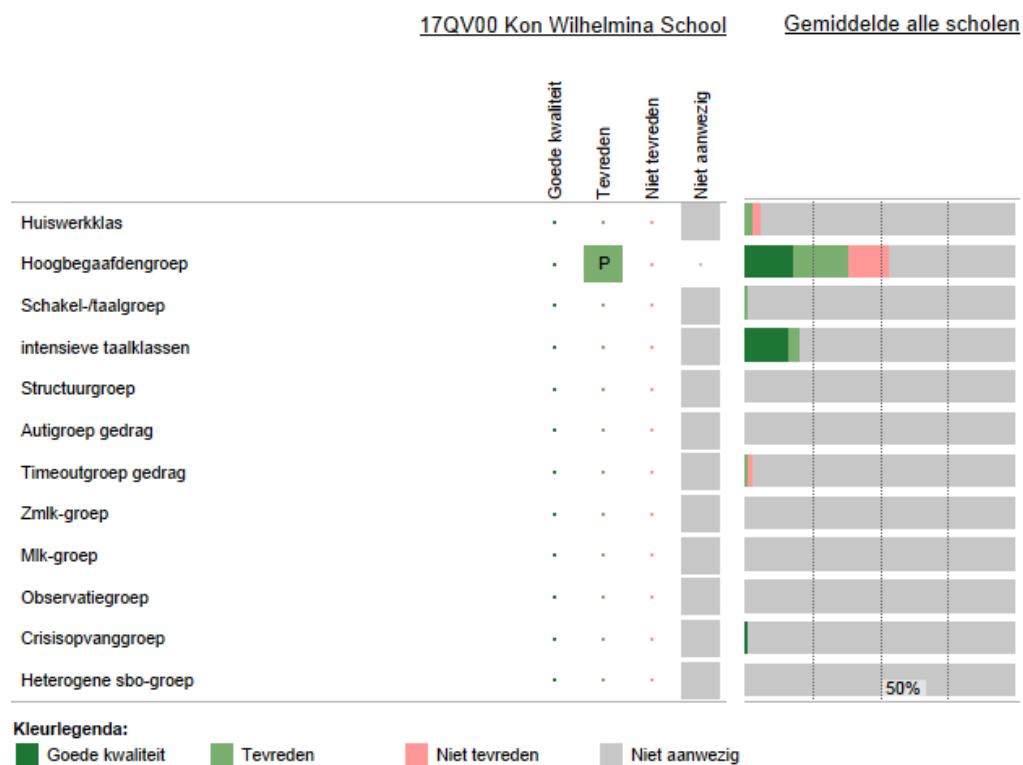 17QV00 Kon Wilhelmina School Gemiddelde alle scholen
Goede kwaliteit
Tevreden
Niet tevreden
Niet aanwezig
Huiswerkklas
Hoogbegaafdengroep P
Schakel-/taalgroep
intensieve taalklassen
Structuurgroep
Autigroep gedrag
Timeoutgroep gedrag
Zmlk-groep
Mlk-groep
Observatiegroep
Crisisopvanggroep
Heterogene sbo-groep 50%
Kleurlegenda:
Goede kwaliteit Tevreden Niet tevreden Niet aanwezig